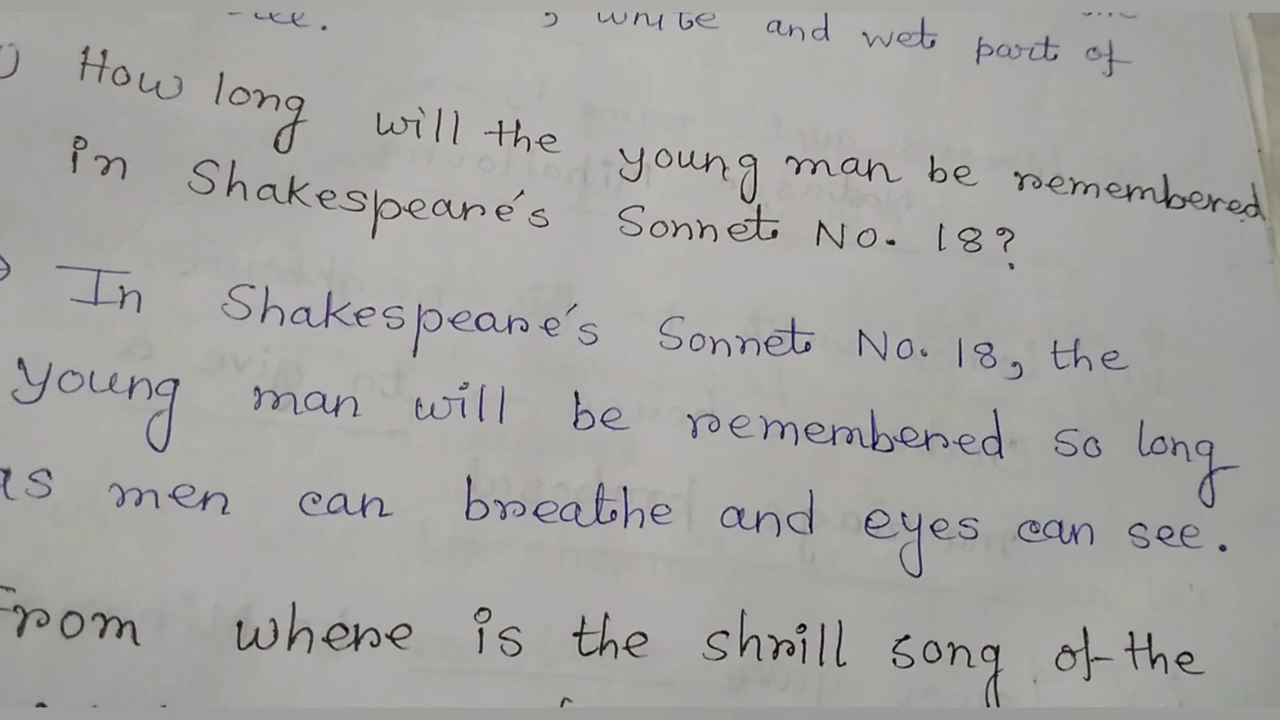 , white and wet part of
How long will the young man be remembered
in Shakespeare's Sonnet No. 18?
In Shakespeare's Sonnet No. 18, the
young man will be remembered so long
as men can breathe and eyes can see.
From where is the shrill song of the